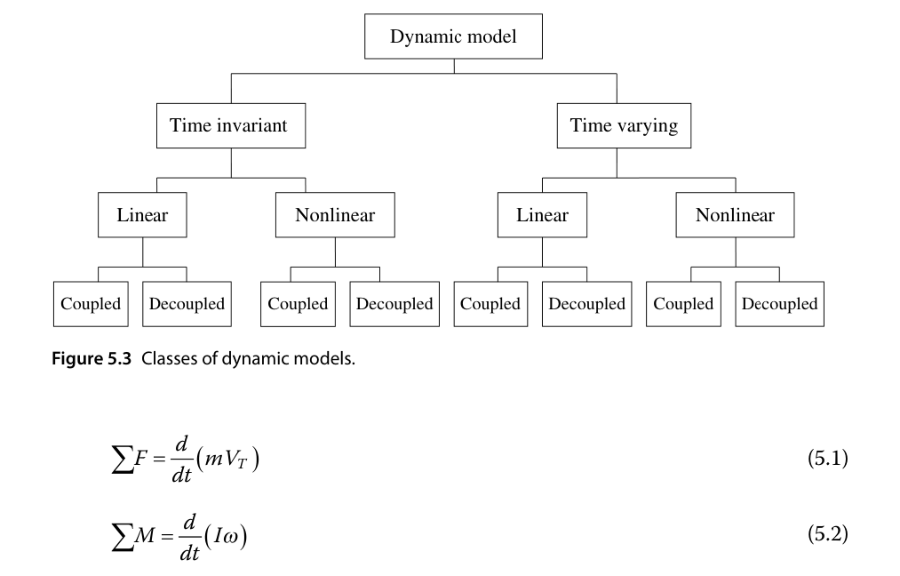 Dynamic model
Time invariant Time varying
Linear Nonlinear Linear Nonlinear
Coupled Decoupled Coupled Decoupled Coupled Decoupled Coupled Decoupled
Figure 5.3 Classes of dynamic models.
∑F = d/dt (mV_T) (5.1)
∑M = d/dt (Iω) (5.2)